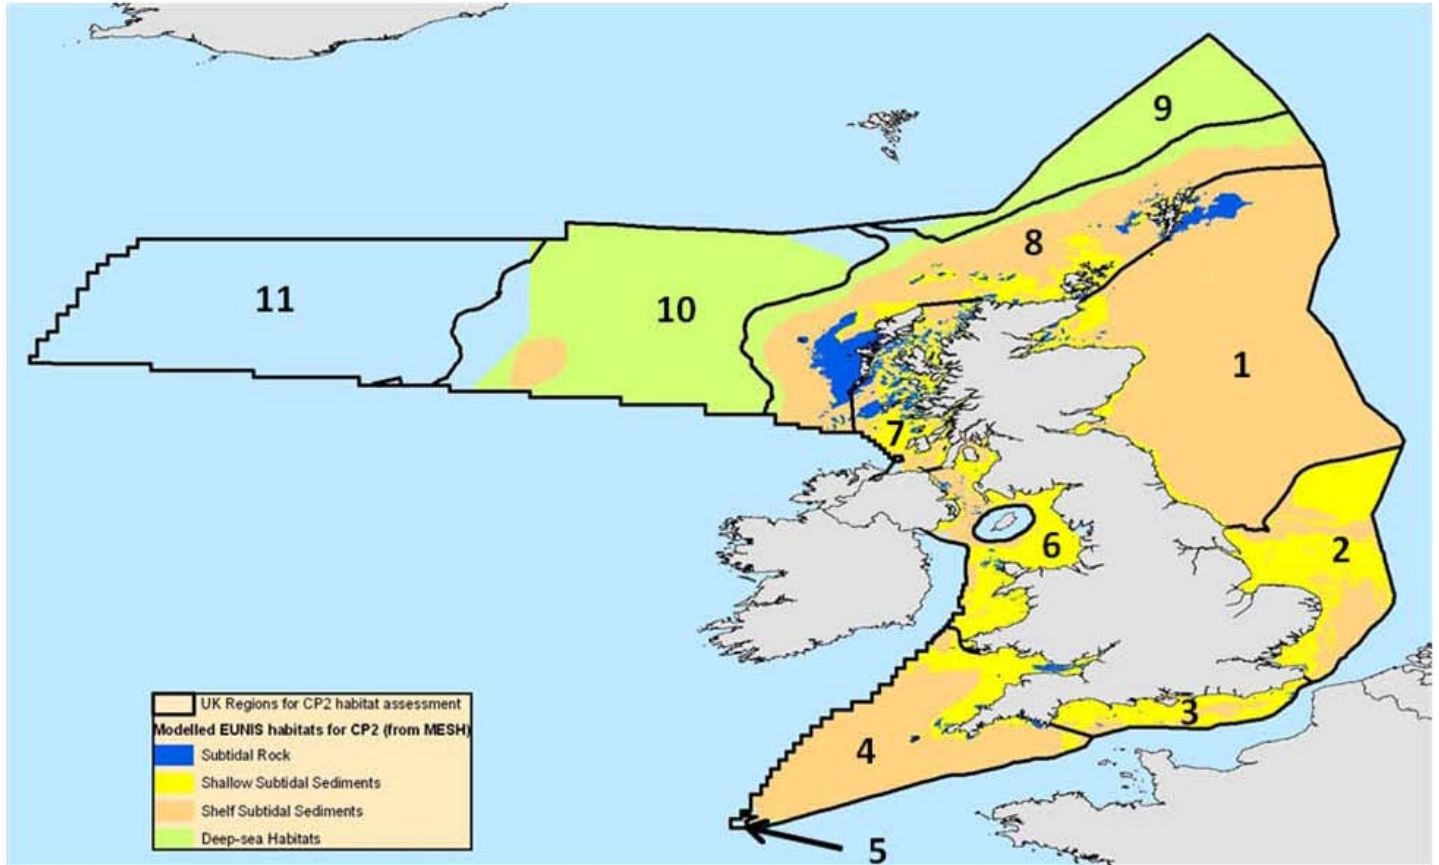 9
8
11
10
1
7
2
6
3
4
5
UK Regions for CP2 habitat assessment
Modelled EUNIS habitats for CP2 (from MESH)
Subtidal Rock
Shallow Subtidal Sediments
Shelf Subtidal Sediments
Deep-sea Habitats